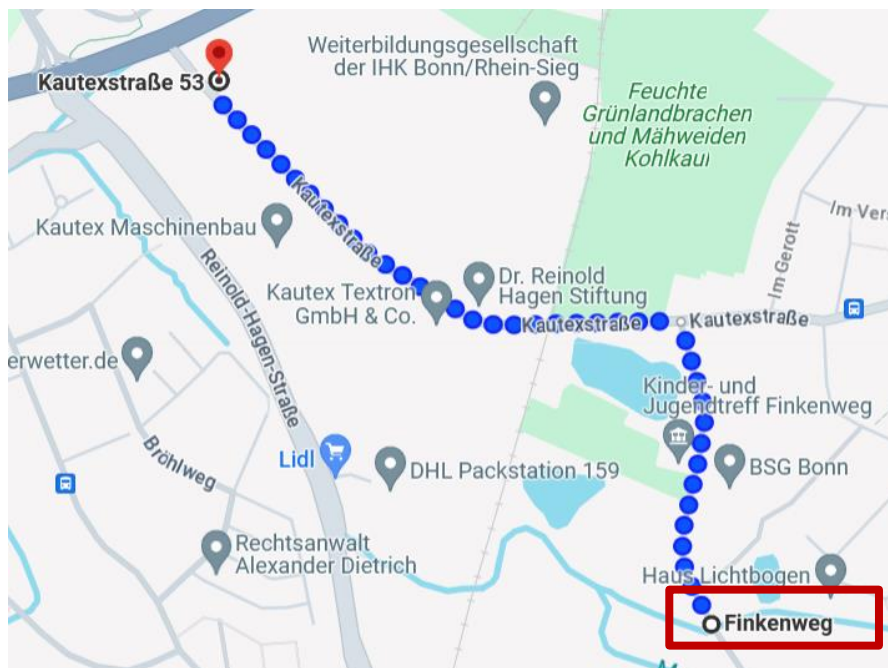 Weiterbildungsgesellschaft
der IHK Bonn/Rhein-Sieg
Kautexstraße 53
Feuchte
Grünlandbrachen
und Mähweiden
Kohlkaul
Kautexstraße
Im Vers
Kautex Maschinenbau
Im Gerott
Reinold-Hagen-Straße
Dr. Reinold
Hagen Stiftung
Kautex Textron
GmbH & Co.
Kautexstraße
Kautexstraße
erwetter.de
Kinder- und
Jugendtreff Finkenweg
Bröhlweg
Lidl
DHL Packstation 159
BSG Bonn
Rechtsanwalt
Alexander Dietrich
Haus Lichtbogen
Finkenweg